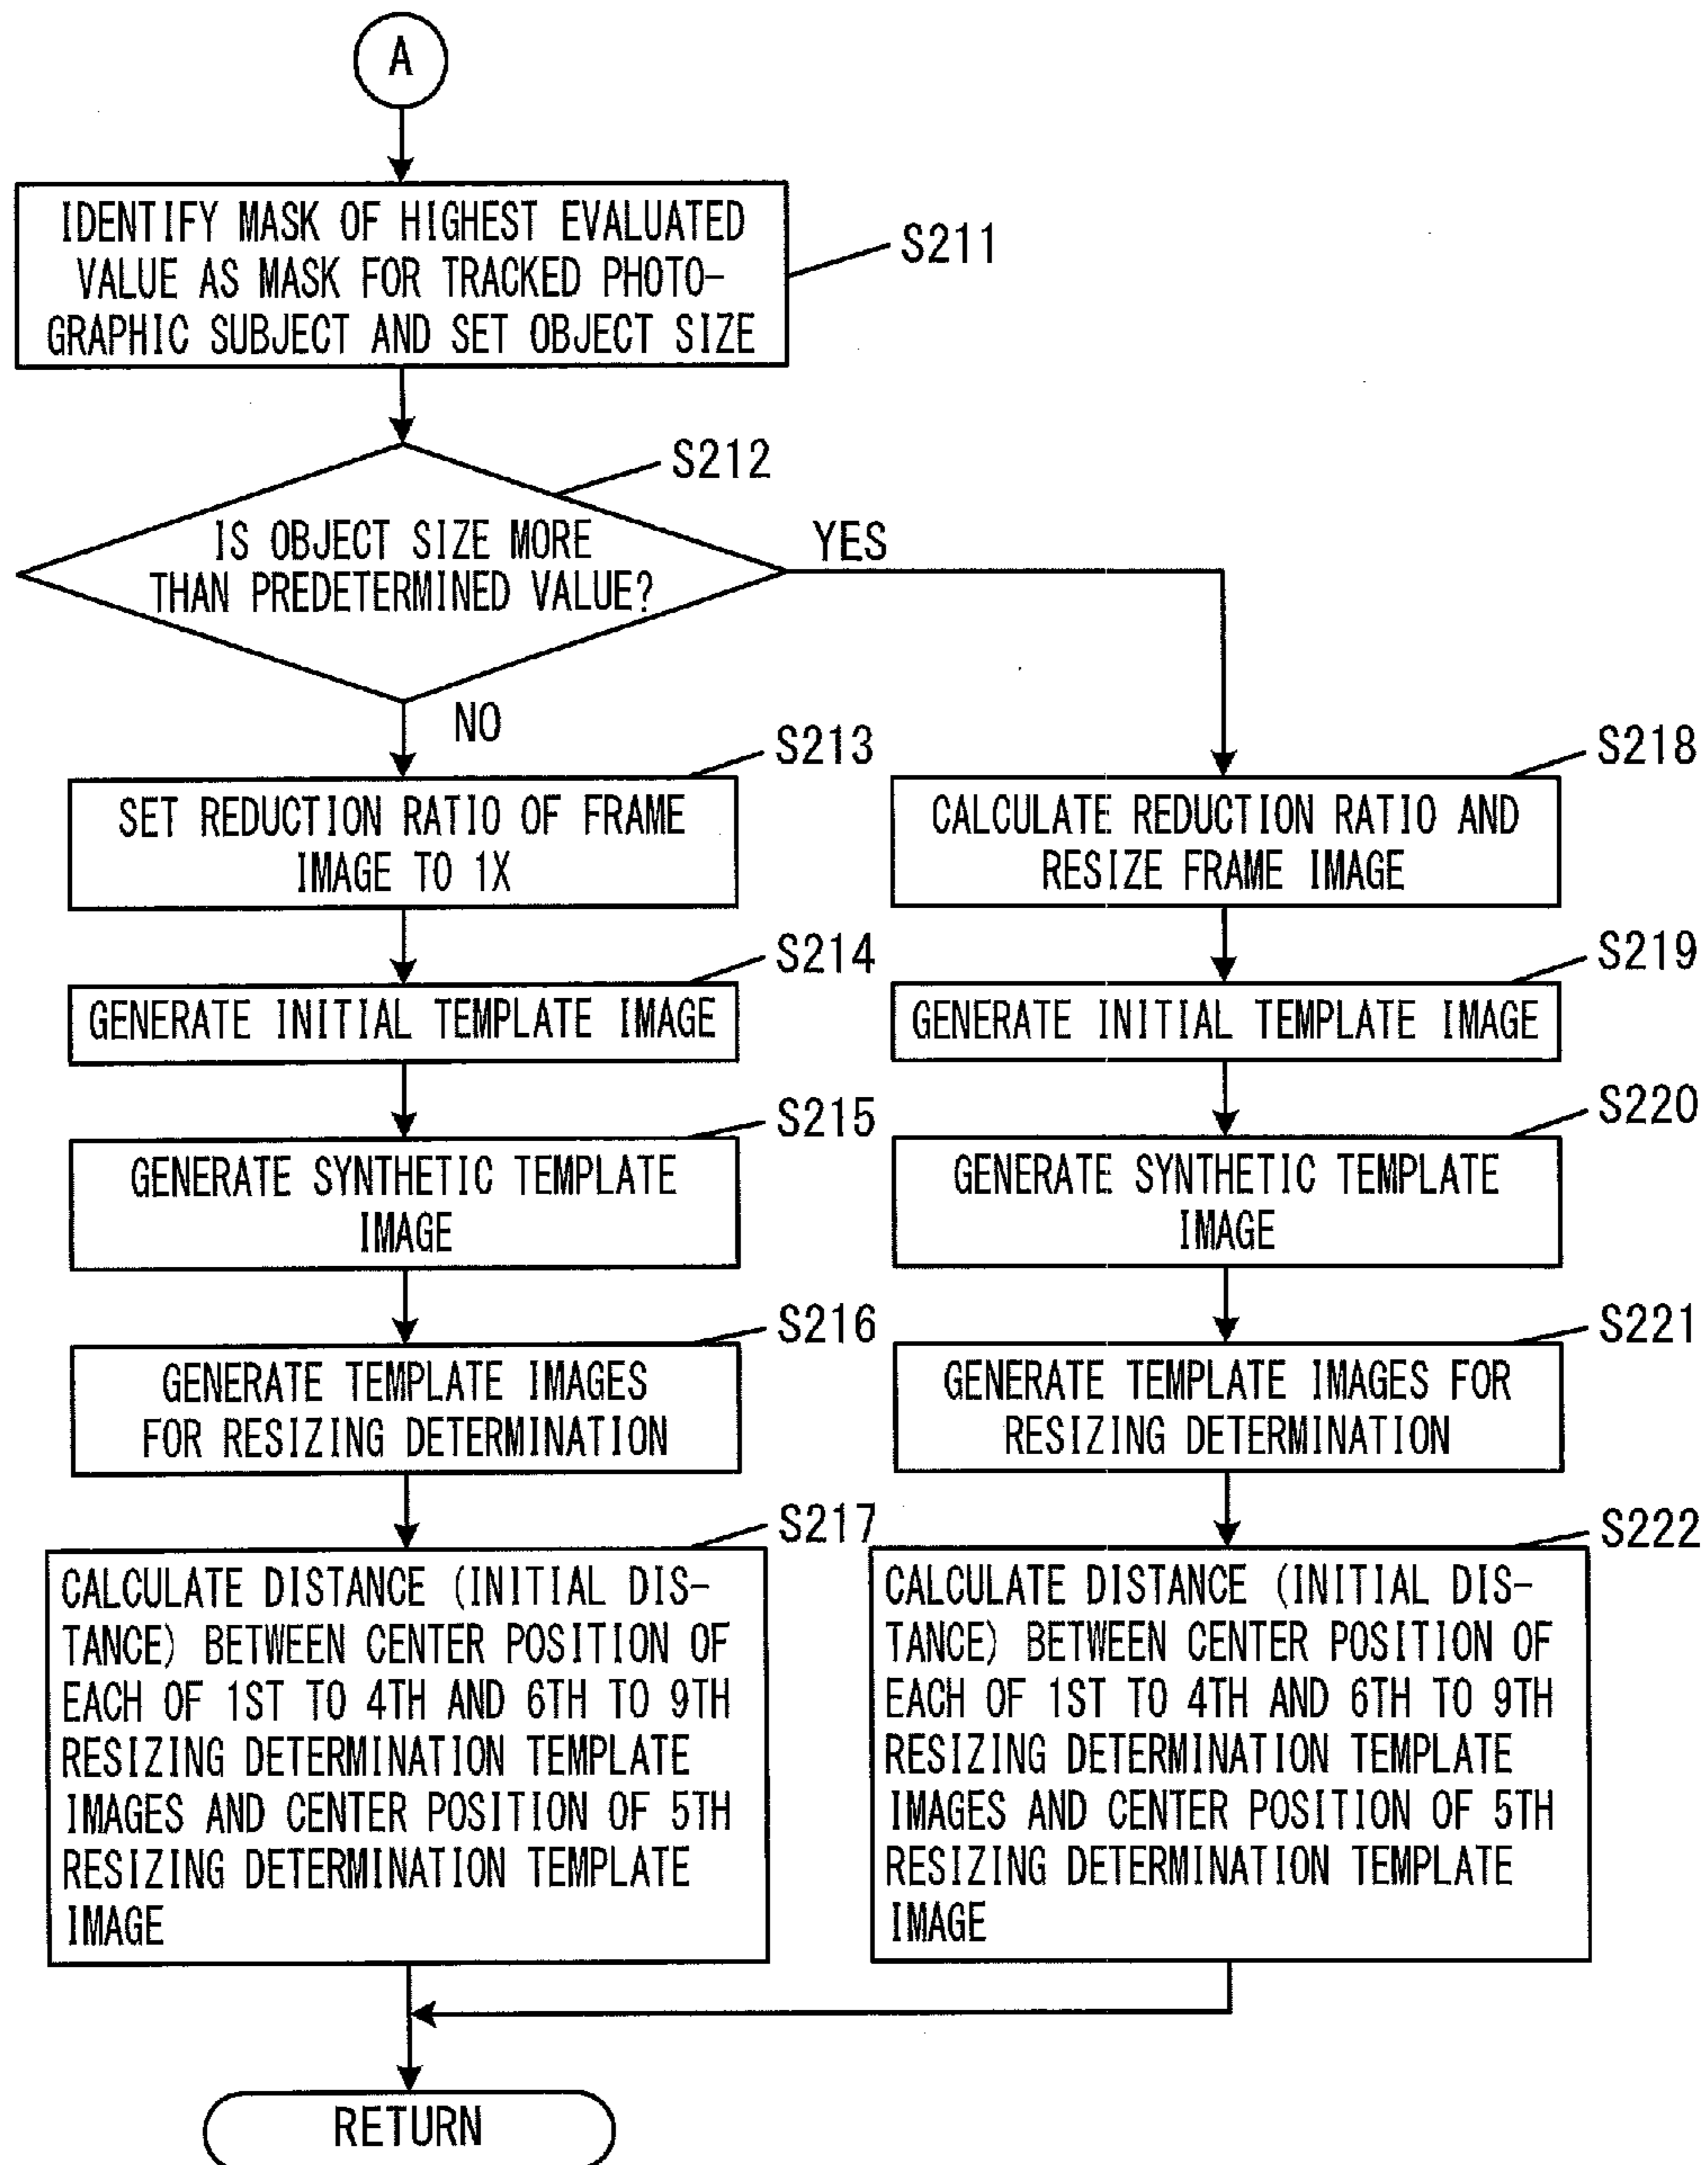 A
IDENTIFY MASK OF HIGHEST EVALUATED
VALUE AS MASK FOR TRACKED PHOTO-
GRAPHIC SUBJECT AND SET OBJECT SIZE
S211
S212
IS OBJECT SIZE MORE
THAN PREDETERMINED VALUE?
YES
NO
S213
SET REDUCTION RATIO OF FRAME
IMAGE TO 1X
S214
GENERATE INITIAL TEMPLATE IMAGE
S215
GENERATE SYNTHETIC TEMPLATE
IMAGE
S216
GENERATE TEMPLATE IMAGES
FOR RESIZING DETERMINATION
S217
CALCULATE DISTANCE (INITIAL DIS-
TANCE) BETWEEN CENTER POSITION OF
EACH OF 1ST TO 4TH AND 6TH TO 9TH
RESIZING DETERMINATION TEMPLATE
IMAGES AND CENTER POSITION OF 5TH
RESIZING DETERMINATION TEMPLATE
IMAGE
S218
CALCULATE REDUCTION RATIO AND
RESIZE FRAME IMAGE
S219
GENERATE INITIAL TEMPLATE IMAGE
S220
GENERATE SYNTHETIC TEMPLATE
IMAGE
S221
GENERATE TEMPLATE IMAGES FOR
RESIZING DETERMINATION
S222
CALCULATE DISTANCE (INITIAL DIS-
TANCE) BETWEEN CENTER POSITION OF
EACH OF 1ST TO 4TH AND 6TH TO 9TH
RESIZING DETERMINATION TEMPLATE
IMAGES AND CENTER POSITION OF 5TH
RESIZING DETERMINATION TEMPLATE
IMAGE
RETURN